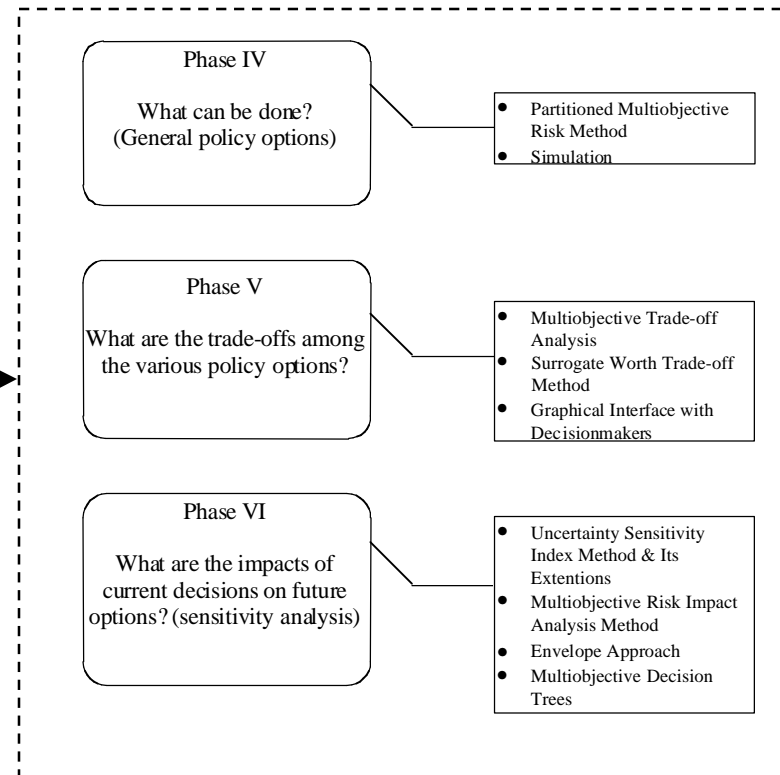 Phase IV
What can be done?
(General policy options)
• Partitioned Multiobjective
Risk Method
• Simulation
Phase V
What are the trade-offs among
the various policy options?
• Multiobjective Trade-off
Analysis
• Surrogate Worth Trade-off
Method
• Graphical Interface with
Decisionmakers
Phase VI
What are the impacts of
current decisions on future
options? (sensitivity analysis)
• Uncertainty Sensitivity
Index Method & Its
Extentions
• Multiobjective Risk Impact
Analysis Method
• Envelope Approach
• Multiobjective Decision
Trees